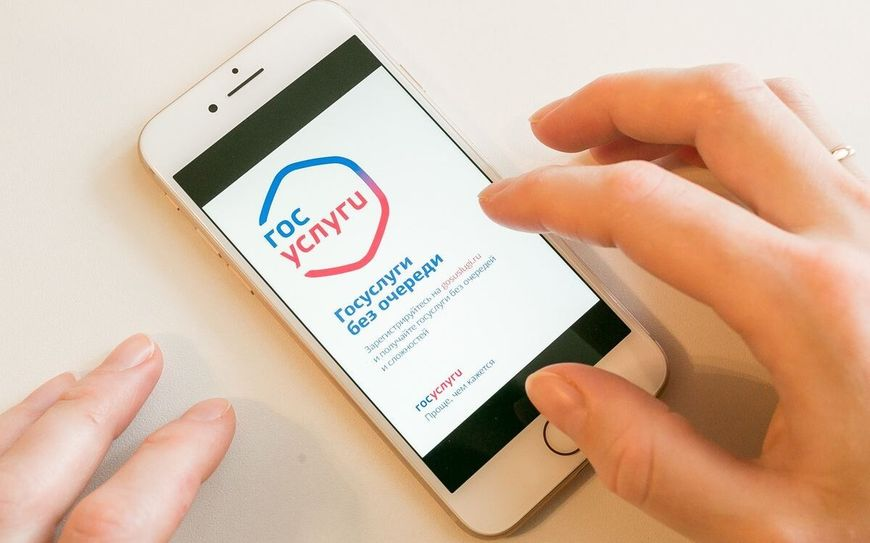 гос
услуги
Госуслуги
без очереди
Зарегистрируйтесь на gosuslugi.ru
и получайте госуслуги без очередей
и сложностей
госуслуги
Проще, чем кажется